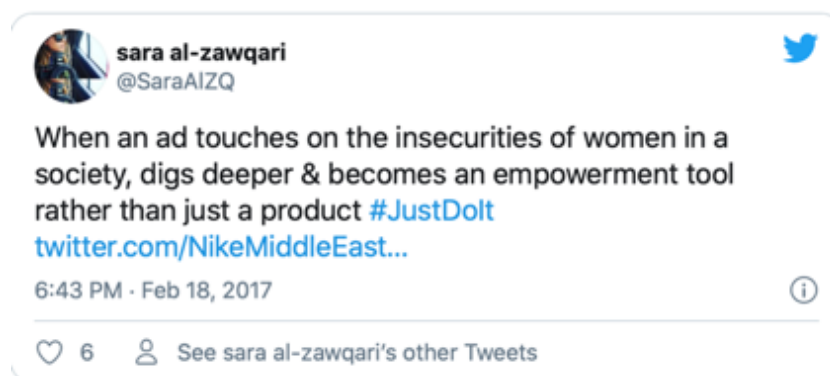 sara al-zawqari
@SaraAlZQ
When an ad touches on the insecurities of women in a
society, digs deeper & becomes an empowerment tool
rather than just a product #JustDoIt
twitter.com/NikeMiddleEast...
6:43 PM · Feb 18, 2017
6 See sara al-zawqari's other Tweets